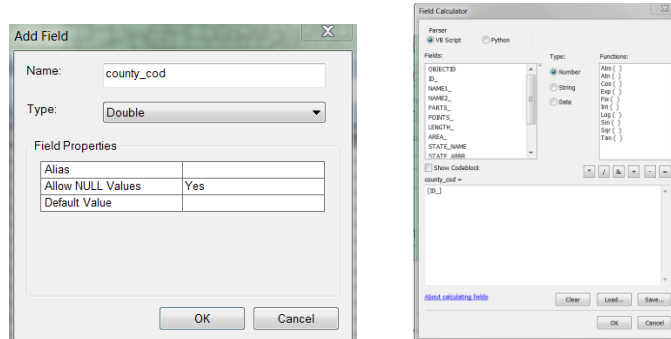 Add Field
Name: county_cod
Type: Double
Field Properties
Alias
Allow NULL Values Yes
Default Value
OK Cancel
Field Calculator
Parser
VB Script Python
Fields: Type: Functions:
OBJECTID
ID_
NAME1_
NAME2_
PARTS_
POINTS_
LENGTH_
AREA_
STATE_NAME
STATE_ABBR
Number
String
Date
Abs ( )
Atn ( )
Cos ( )
Exp ( )
Fix ( )
Int ( )
Log ( )
Sin ( )
Sqr ( )
Tan ( )
Show Codeblock
* / & + - =
county_cod =
[ID_]
About calculating fields Clear Load... Save...
OK Cancel